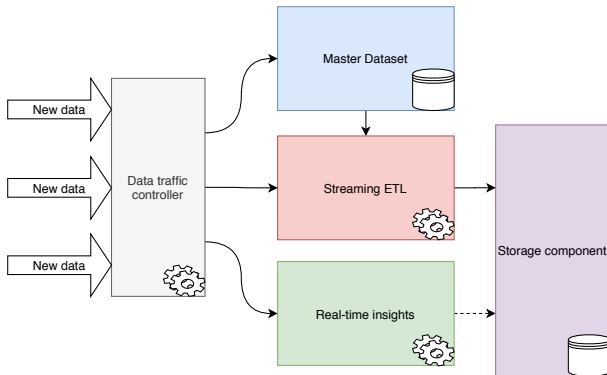 Master Dataset
New data
Data traffic
controller
New data
Streaming ETL
New data
Storage component
Real-time insights